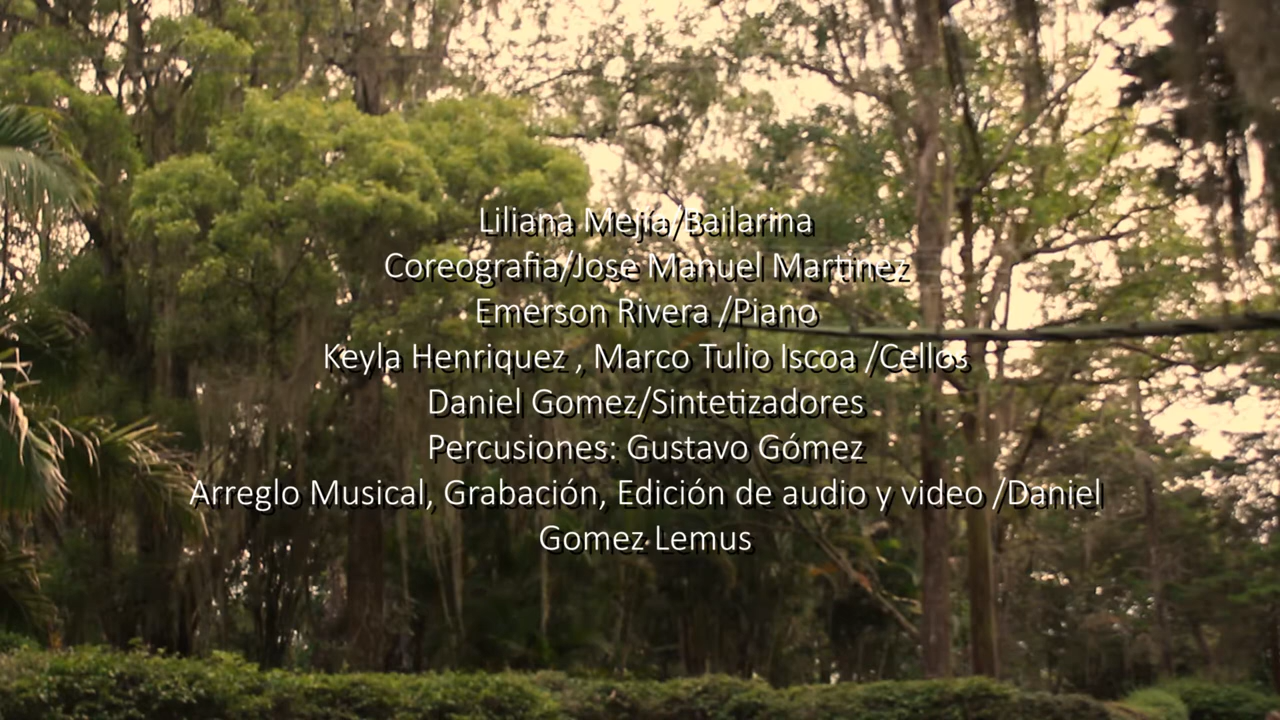 Liliana Mejía/Bailarina
Coreografia/Jose Manuel Martinez
Emerson Rivera /Piano
Keyla Henriquez , Marco Tulio Iscoa /Cellos
Daniel Gomez/Sintetizadores
Percusiones: Gustavo Gómez
Arreglo Musical, Grabación, Edición de audio y video /Daniel
Gomez Lemus